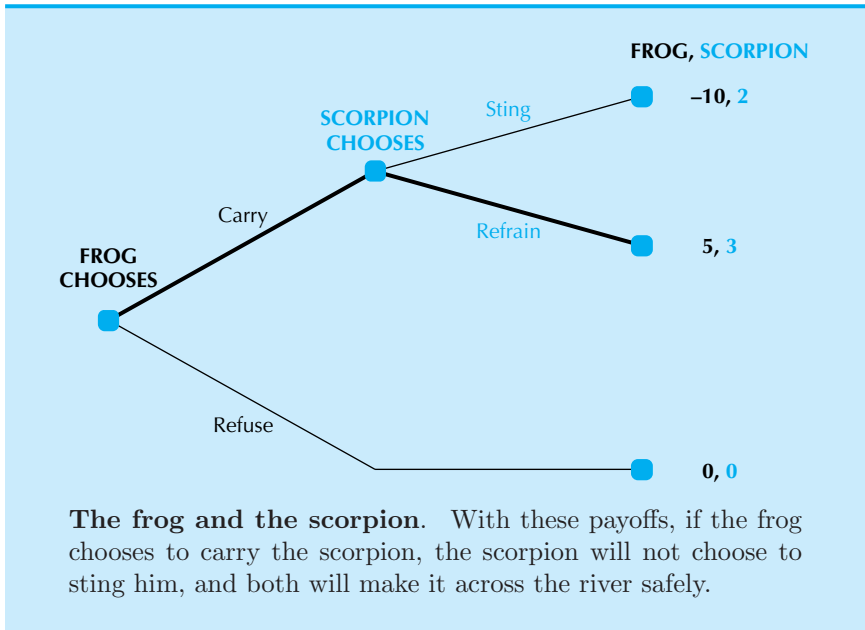 FROG, SCORPION
–10, 2
Sting
SCORPION
CHOOSES
Carry
Refrain
5, 3
FROG
CHOOSES
Refuse
0, 0
The frog and the scorpion. With these payoffs, if the frog
chooses to carry the scorpion, the scorpion will not choose to
sting him, and both will make it across the river safely.